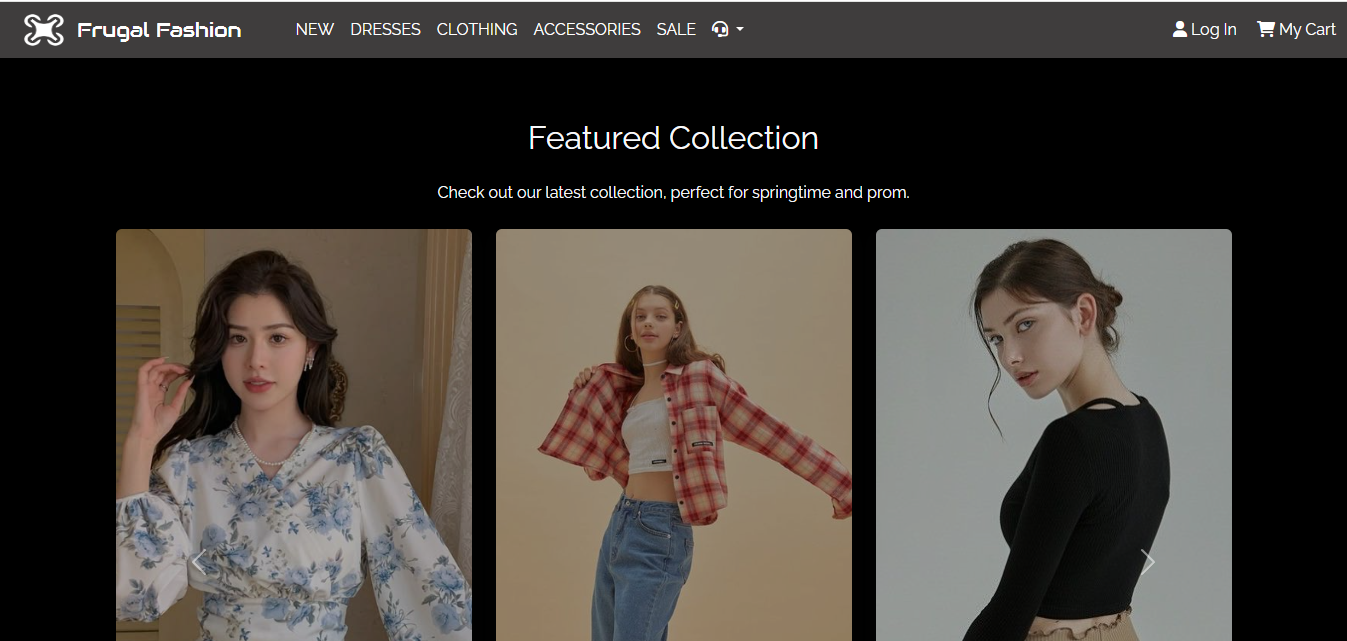 Frugal Fashion
NEW DRESSES CLOTHING ACCESSORIES SALE
Log In My Cart
Featured Collection
Check out our latest collection, perfect for springtime and prom.